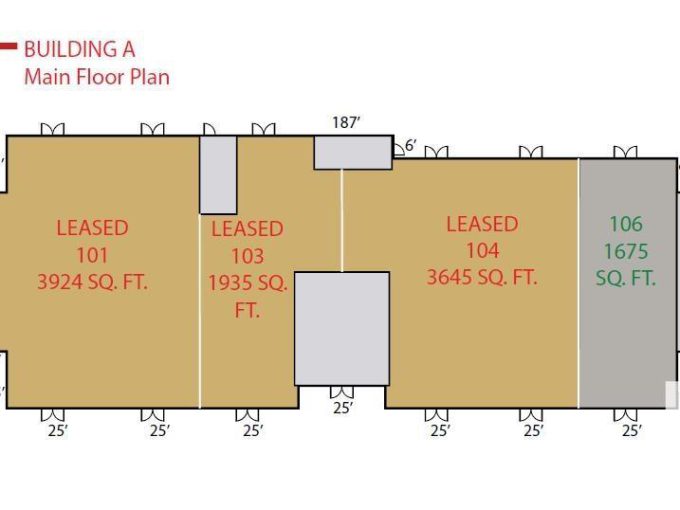 BUILDING A
Main Floor Plan
187'
6'
LEASED
101
3924 SQ. FT.
LEASED
103
1935 SQ.
FT.
LEASED
104
3645 SQ. FT.
106
1675
SQ. FT.
25'
25'
25'
25'
25'
25'
25'